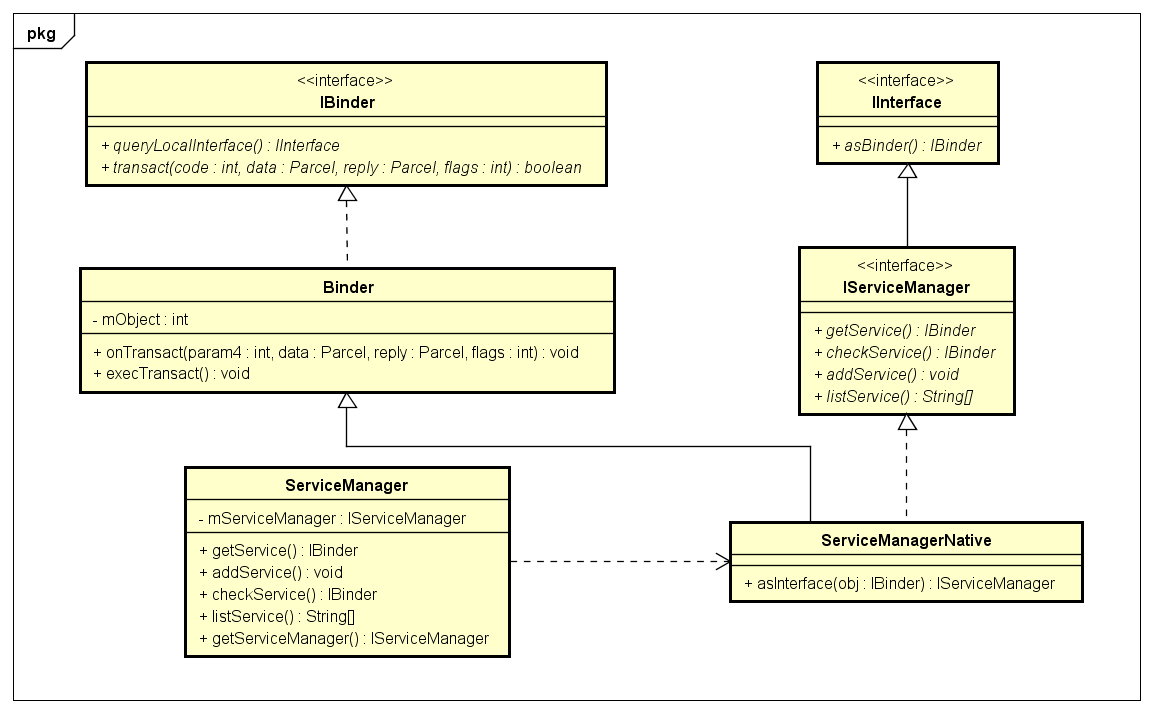 pkg
<<interface>>
IBinder
+ queryLocalInterface() : IInterface
+ transact(code : int, data : Parcel, reply : Parcel, flags : int) : boolean
<<interface>>
IInterface
+ asBinder() : IBinder
Binder
- mObject : int
+ onTransact(param4 : int, data : Parcel, reply : Parcel, flags : int) : void
+ execTransact() : void
<<interface>>
IServiceManager
+ getService() : IBinder
+ checkService() : IBinder
+ addService() : void
+ listService() : String[]
ServiceManager
- mServiceManager : IServiceManager
+ getService() : IBinder
+ addService() : void
+ checkService() : IBinder
+ listService() : String[]
+ getServiceManager() : IServiceManager
ServiceManagerNative
+ asInterface(obj : IBinder) : IServiceManager